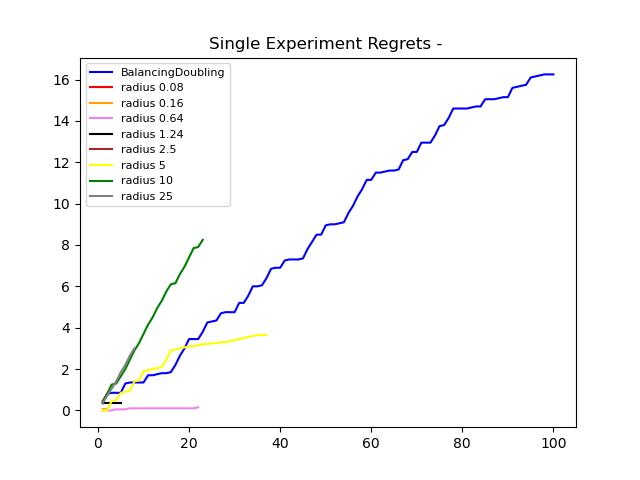 Single Experiment Regrets -
BalancingDoubling
radius 0.08
radius 0.16
radius 0.64
radius 1.24
radius 2.5
radius 5
radius 10
radius 25
16
14
12
10
8
6
4
2
0
0 20 40 60 80 100